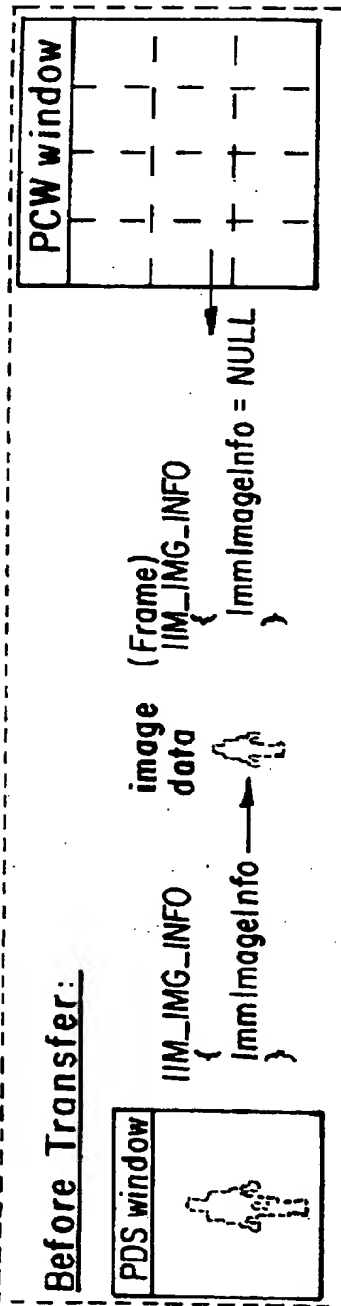 Before Transfer:
PDS window
IIM_IMG_INFO
{
ImmImageInfo
}
image
data
(Frame)
IIM_IMG_INFO
{
ImmImageInfo = NULL
}
PCW window